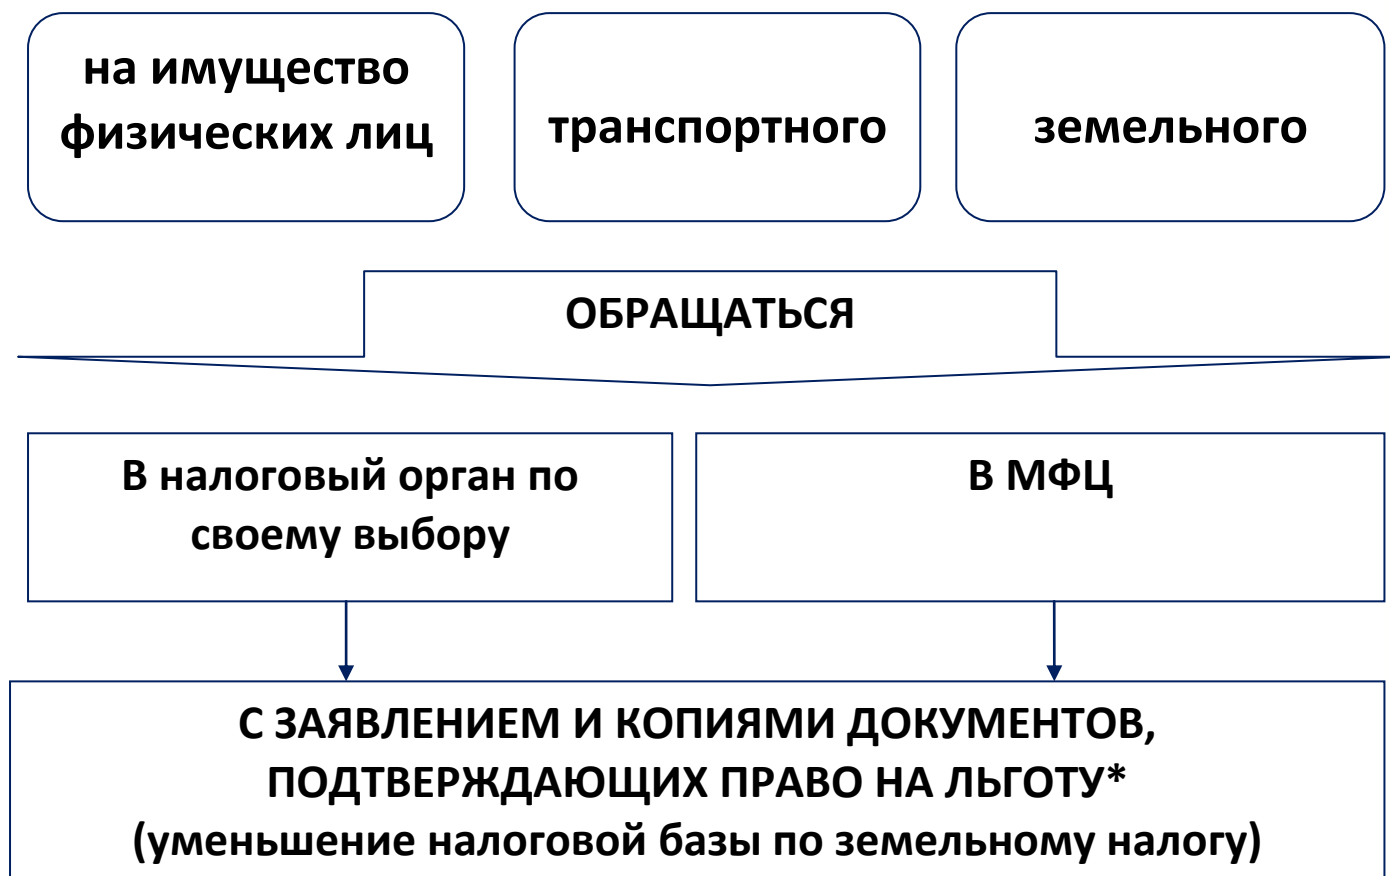 на имущество
физических лиц
транспортного
земельного
ОБРАЩАТЬСЯ
В налоговый орган по
своему выбору
В МФЦ
С ЗАЯВЛЕНИЕМ И КОПИЯМИ ДОКУМЕНТОВ,
ПОДТВЕРЖДАЮЩИХ ПРАВО НА ЛЬГОТУ*
(уменьшение налоговой базы по земельному налогу)